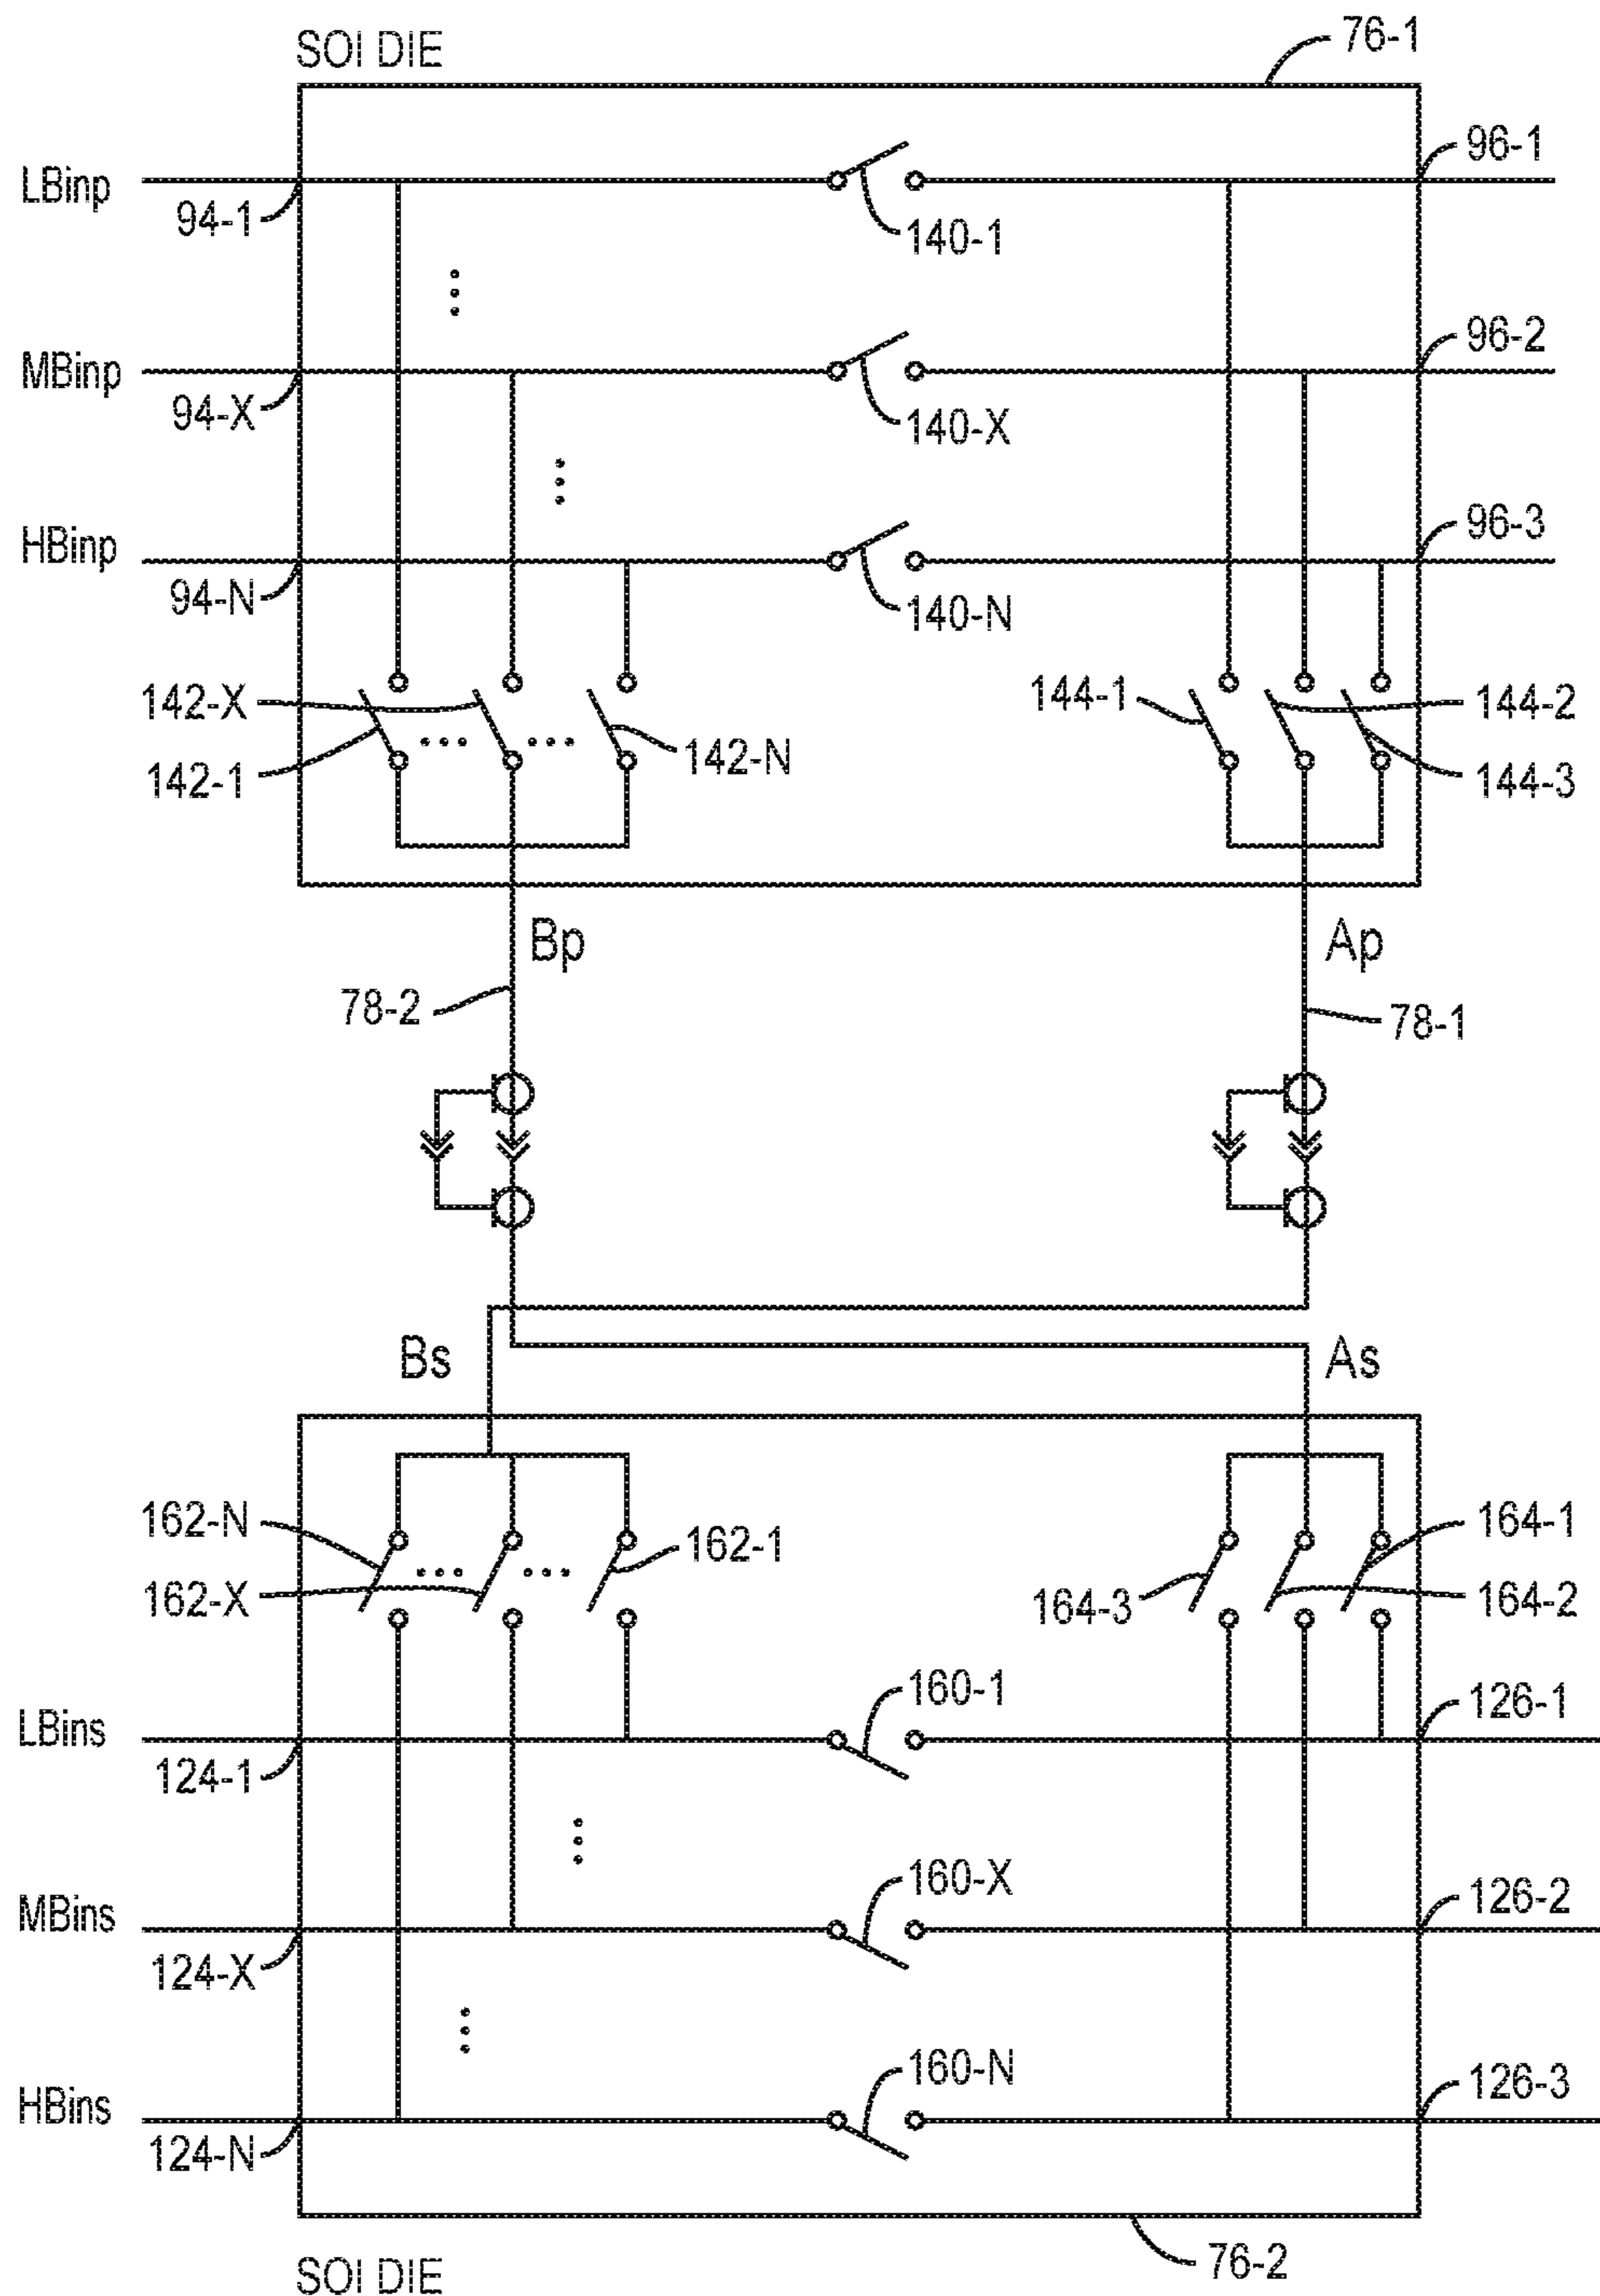 SOI DIE
76-1
LBinp
94-1
140-1
96-1
MBinp
94-X
140-X
96-2
HBinp
94-N
140-N
96-3
142-X
142-1
142-N
144-1
144-2
144-3
Bp
Ap
78-2
78-1
Bs
As
162-N
162-X
162-1
164-3
164-1
164-2
LBins
124-1
160-1
126-1
MBins
124-X
160-X
126-2
HBins
124-N
160-N
126-3
76-2
SOI DIE